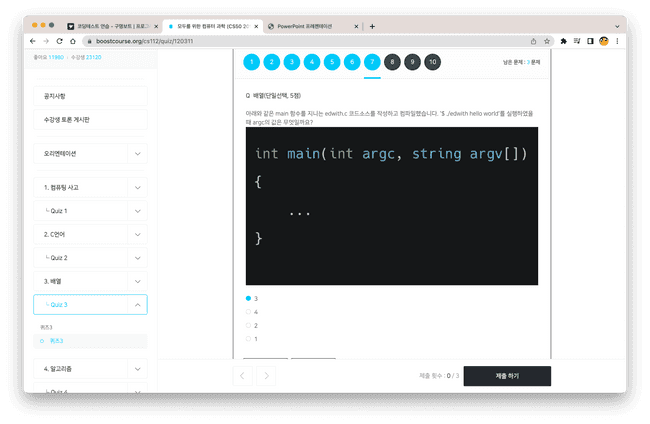 코딩테스트 연습 - 구명보트 | 프로그
모두를 위한 컴퓨터 과학 (CS50 20
PowerPoint 프레젠테이션
boostcourse.org/cs112/quiz/120311
좋아요 11980 수강생 23120
1 2 3 4 5 6 7 8 9 10
남은 문제 : 3 문제
공지사항
수강생 토론 게시판
오리엔테이션
1. 컴퓨팅 사고
Quiz 1
2. C언어
Quiz 2
3. 배열
Quiz 3
퀴즈3
퀴즈3
4. 알고리즘
Quiz 4
Q 배열(단일선택, 5점)
아래와 같은 main 함수를 지니는 edwith.c 코드소스를 작성하고 컴파일했습니다. '$ ./edwith hello world'를 실행하였을
때 argc의 값은 무엇일까요?
int main(int argc, string argv[])
{
...
}
3
4
2
1
제출 횟수 : 0 / 3
제출 하기